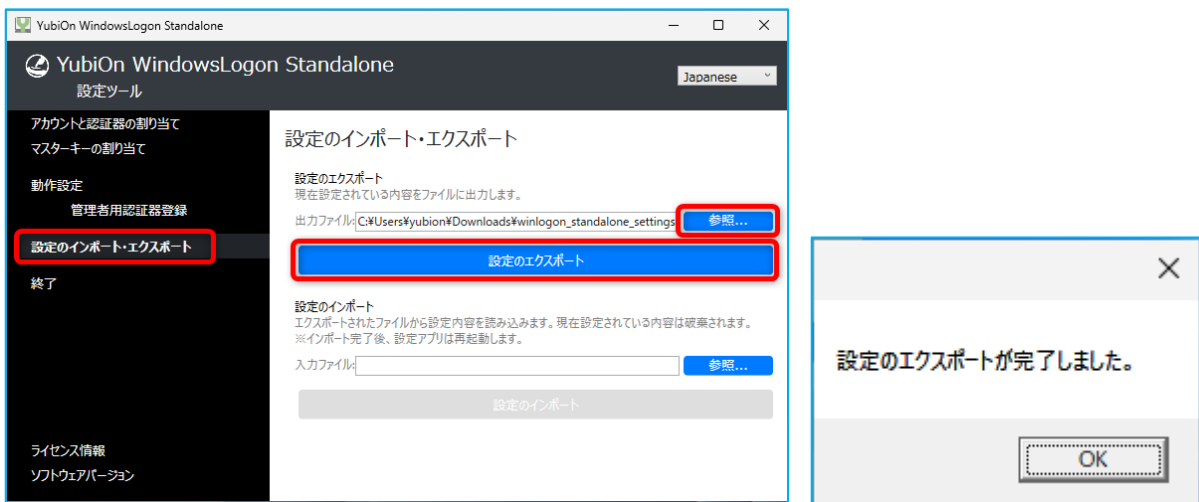 YubiOn WindowsLogon Standalone
YubiOn WindowsLogon Standalone
設定ツール
Japanese
アカウントと認証器の割り当て
マスターキーの割り当て
動作設定
管理者用認証器登録
設定のインポート・エクスポート
終了
ライセンス情報
ソフトウェアバージョン
設定のインポート・エクスポート
設定のエクスポート
現在設定されている内容をファイルに出力します。
出力ファイル: C:¥Users¥yubion¥Downloads¥winlogon_standalone_settings 参照...
設定のエクスポート
設定のインポート
エクスポートされたファイルから設定内容を読み込みます。現在設定されている内容は破棄されます。
※インポート完了後、設定アプリは再起動します。
入力ファイル: 参照...
設定のインポート
設定のエクスポートが完了しました。
OK